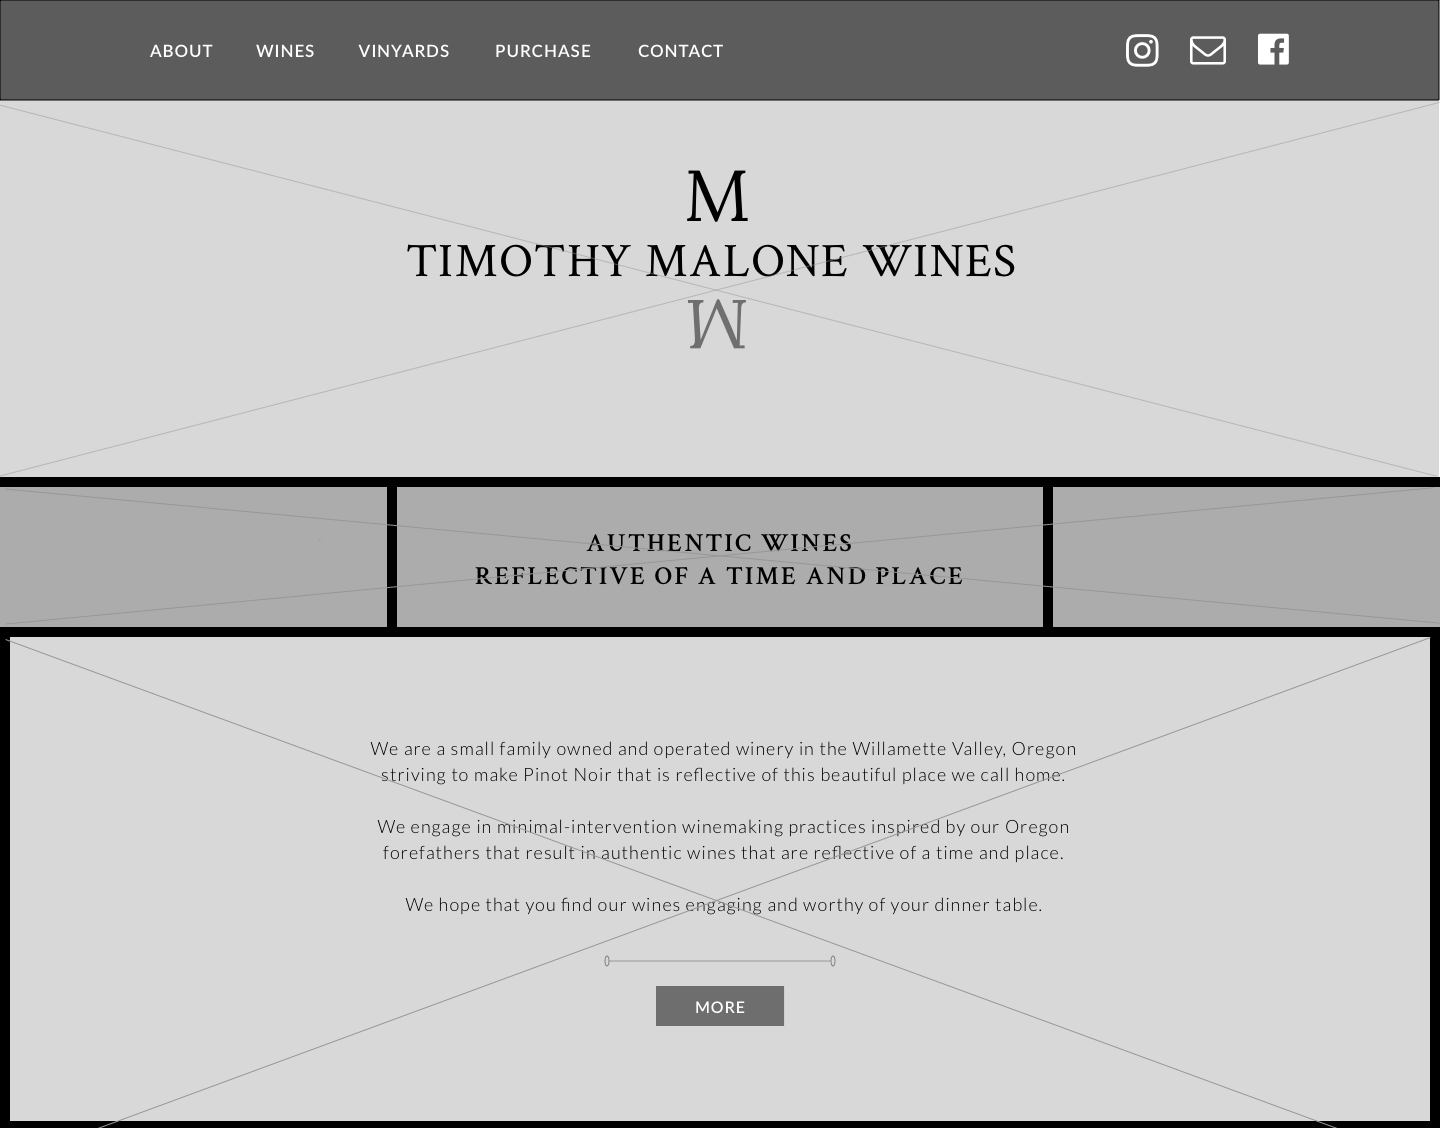 ABOUT WINES VINYARDS PURCHASE CONTACT
M
TIMOTHY MALONE WINES
M
AUTHENTIC WINES
REFLECTIVE OF A TIME AND PLACE
We are a small family owned and operated winery in the Willamette Valley, Oregon
striving to make Pinot Noir that is reflective of this beautiful place we call home.
We engage in minimal-intervention winemaking practices inspired by our Oregon
forefathers that result in authentic wines that are reflective of a time and place.
We hope that you find our wines engaging and worthy of your dinner table.
MORE